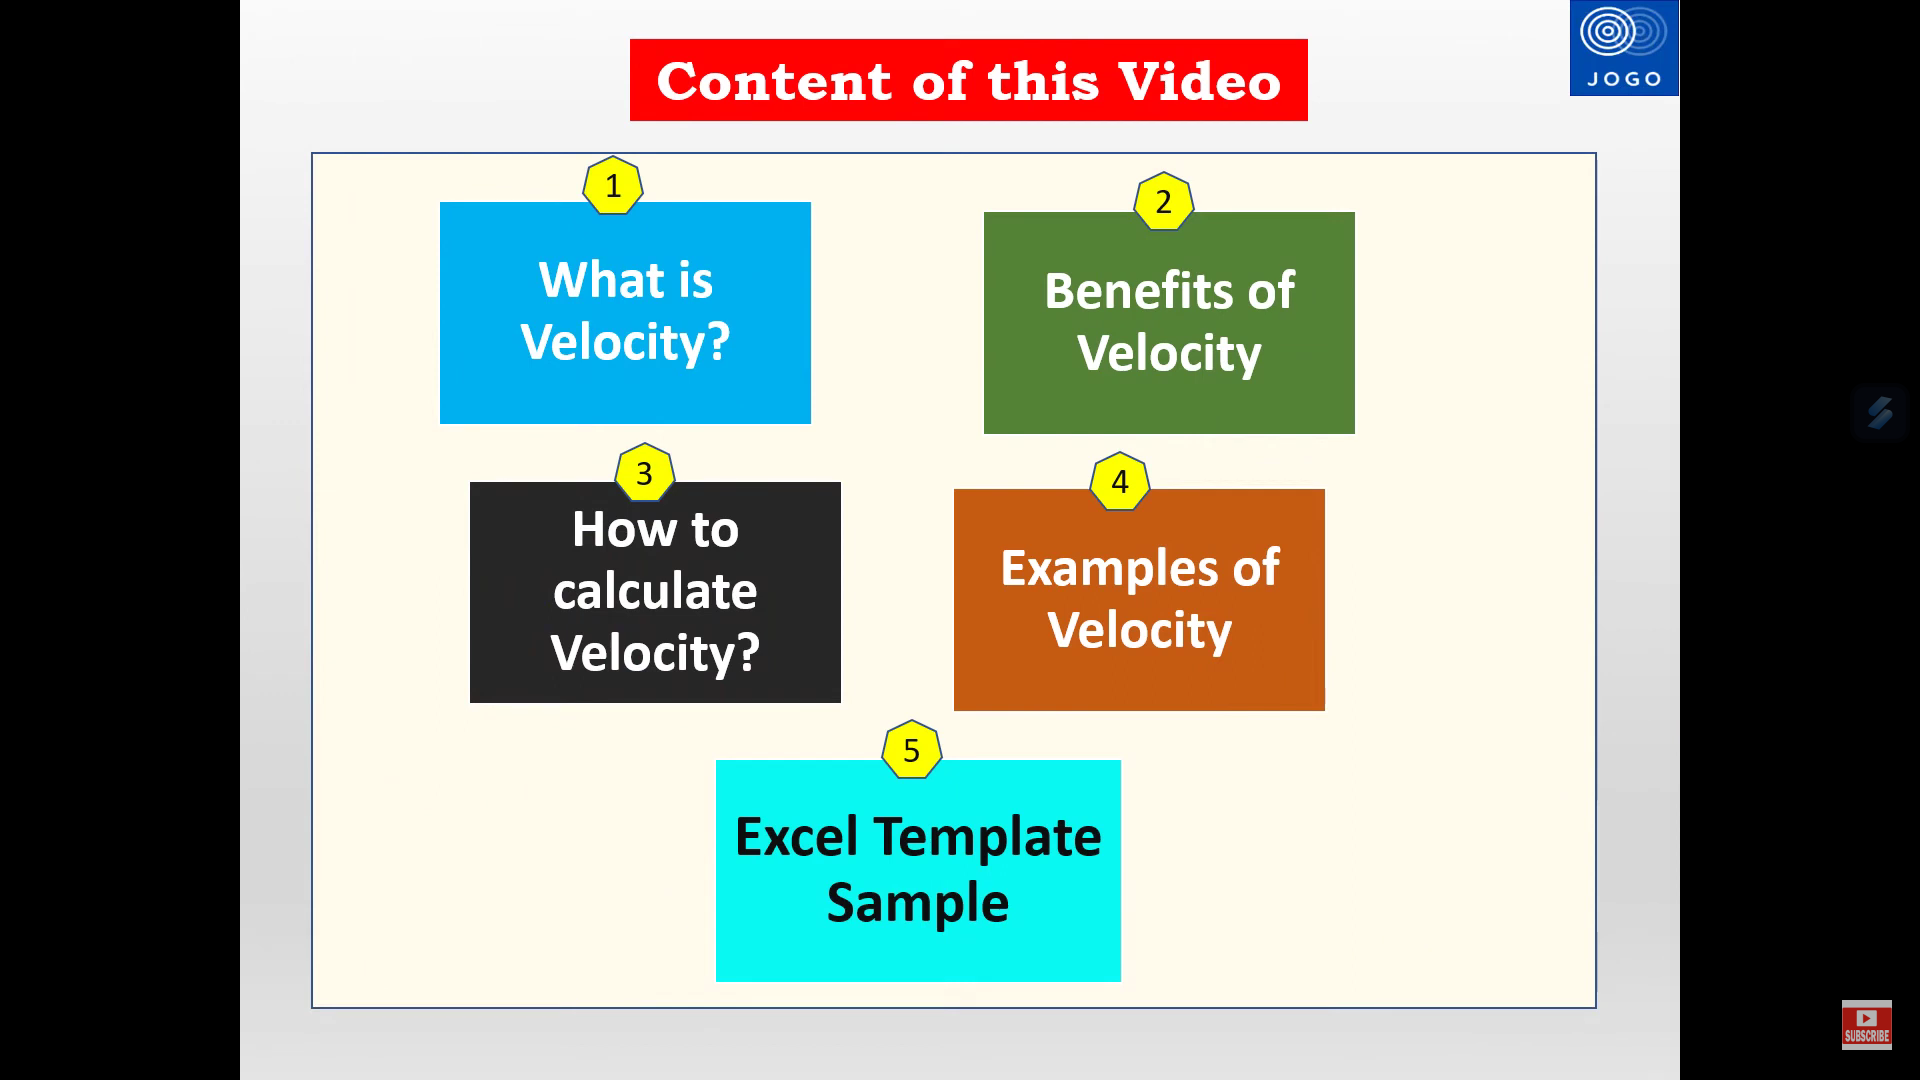 Content of this Video
JOGO
1
What is
Velocity?
2
Benefits of
Velocity
3
How to
calculate
Velocity?
4
Examples of
Velocity
5
Excel Template
Sample
SUBSCRIBE